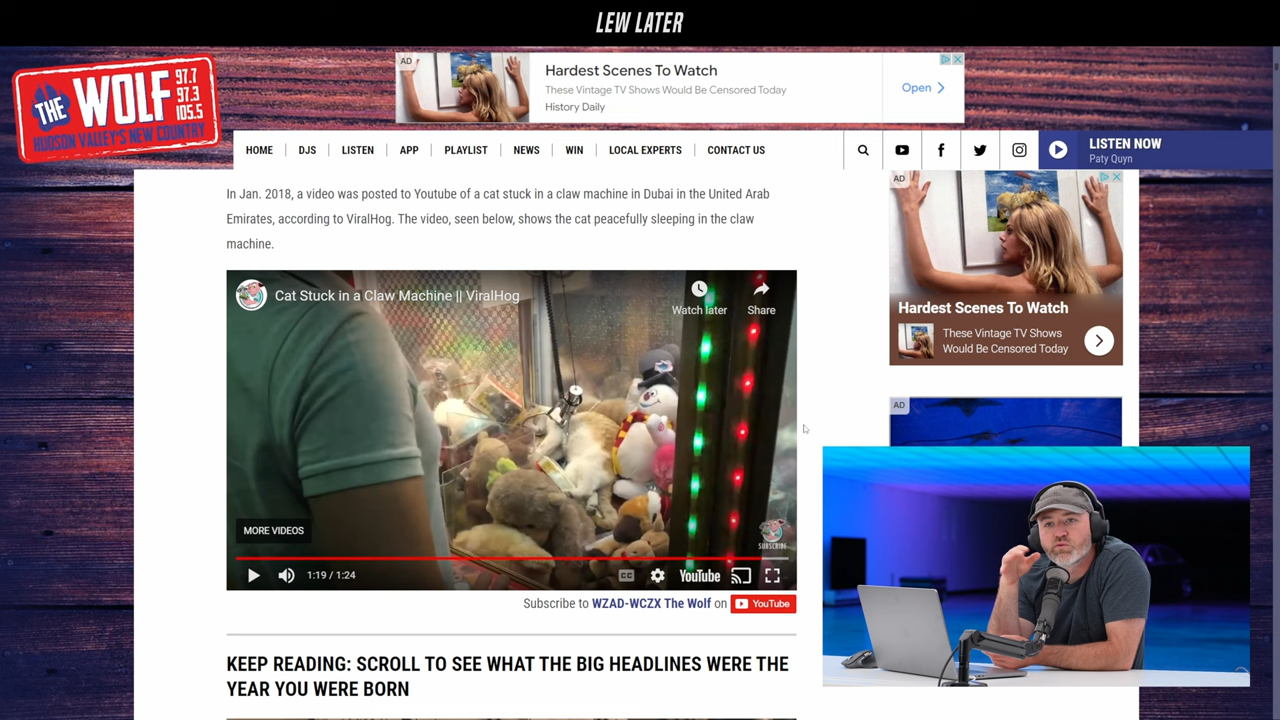 LEW LATER
THE WOLF
97.7
97.3
105.5
HUDSON VALLEY'S NEW COUNTRY
AD
Hardest Scenes To Watch
These Vintage TV Shows Would Be Censored Today
History Daily
Open
HOME
DJS
LISTEN
APP
PLAYLIST
NEWS
WIN
LOCAL EXPERTS
CONTACT US
LISTEN NOW
Paty Quyn
In Jan. 2018, a video was posted to Youtube of a cat stuck in a claw machine in Dubai in the United Arab
Emirates, according to ViralHog. The video, seen below, shows the cat peacefully sleeping in the claw
machine.
Cat Stuck in a Claw Machine || ViralHog
Watch later
Share
MORE VIDEOS
SUBSCRIBE
1:19 / 1:24
CC
YouTube
Subscribe to WZAD-WCZX The Wolf on YouTube
KEEP READING: SCROLL TO SEE WHAT THE BIG HEADLINES WERE THE
YEAR YOU WERE BORN
AD
Hardest Scenes To Watch
These Vintage TV Shows
Would Be Censored Today
AD